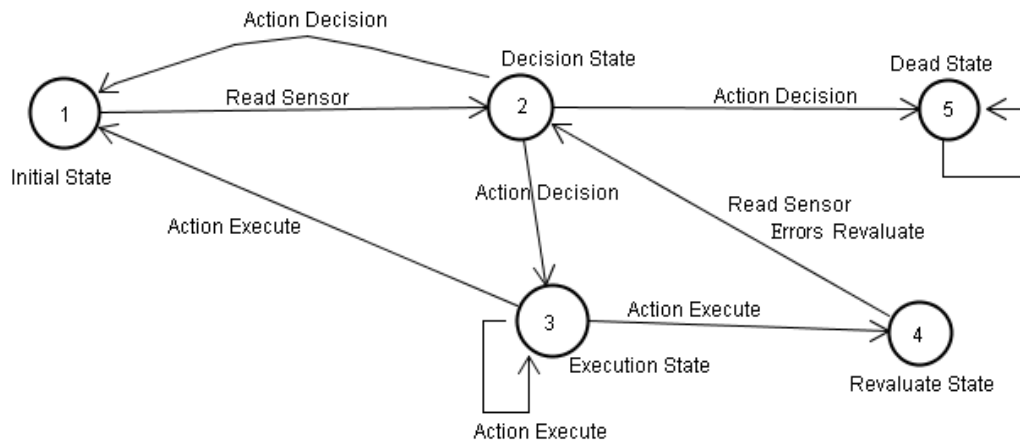 Action Decision
Decision State
Dead State
1
Read Sensor
2
Action Decision
5
Initial State
Action Decision
Action Execute
Read Sensor
Errors Revaluate
3
Action Execute
4
Execution State
Revaluate State
Action Execute